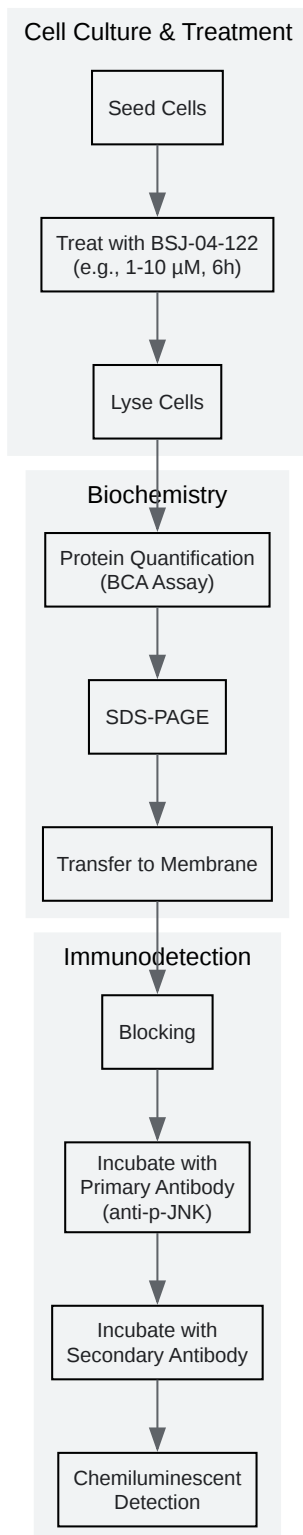 Cell Culture & Treatment
Seed Cells
Treat with BSJ-04-122
(e.g., 1-10 µM, 6h)
Lyse Cells
Biochemistry
Protein Quantification
(BCA Assay)
SDS-PAGE
Transfer to Membrane
Immunodetection
Blocking
Incubate with
Primary Antibody
(anti-p-JNK)
Incubate with
Secondary Antibody
Chemiluminescent
Detection